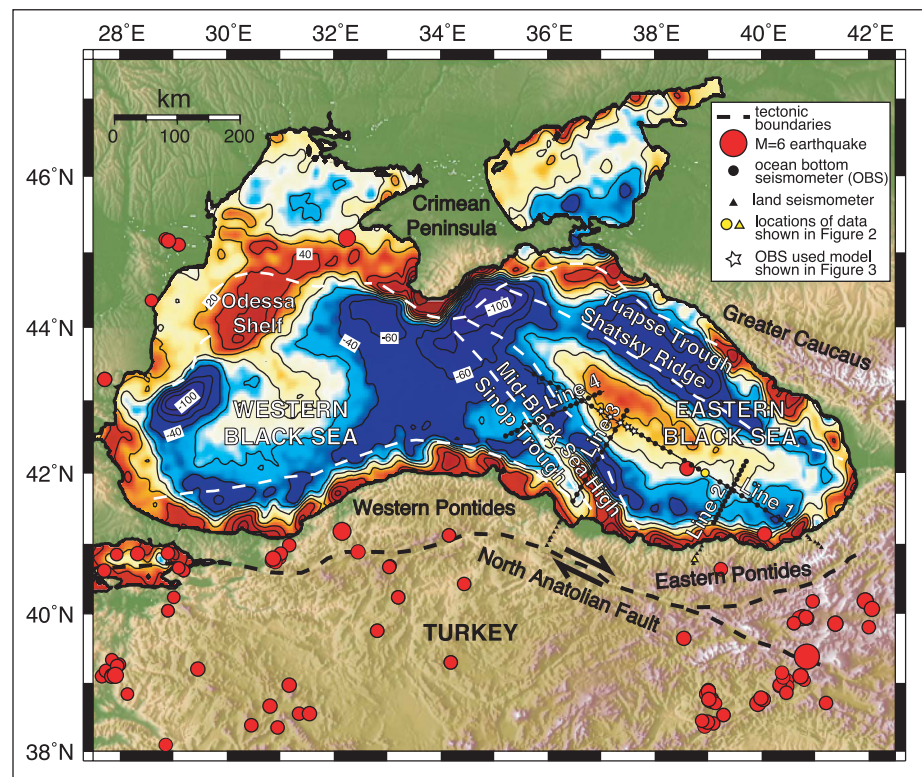 28°E 30°E 32°E 34°E 36°E 38°E 40°E 42°E
km
0 100 200
tectonic
boundaries
M=6 earthquake
ocean bottom
seismometer (OBS)
land seismometer
locations of data
shown in Figure 2
OBS used model
shown in Figure 3
46°N
44°N
42°N
40°N
38°N
Crimean
Peninsula
40
20
Odessa
Shelf
-100
-60
-40
-60
-100
-40
Tuapse Trough
Shatsky Ridge
Greater Caucaus
WESTERN
BLACK SEA
EASTERN
BLACK SEA
Mid-Black Sea High
Sinop Trough
Line 4
Line 3
Line 2
Line 1
Western Pontides
Eastern Pontides
North Anatolian Fault
TURKEY